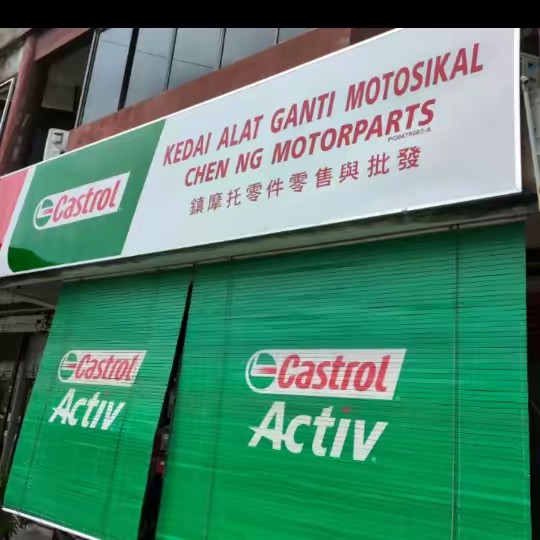 KEDAI ALAT GANTI MOTOSIKAL
CHEN NG MOTORPARTS
鎮摩托零件零售與批發
Castrol
Castrol
Activ
Castrol
Activ